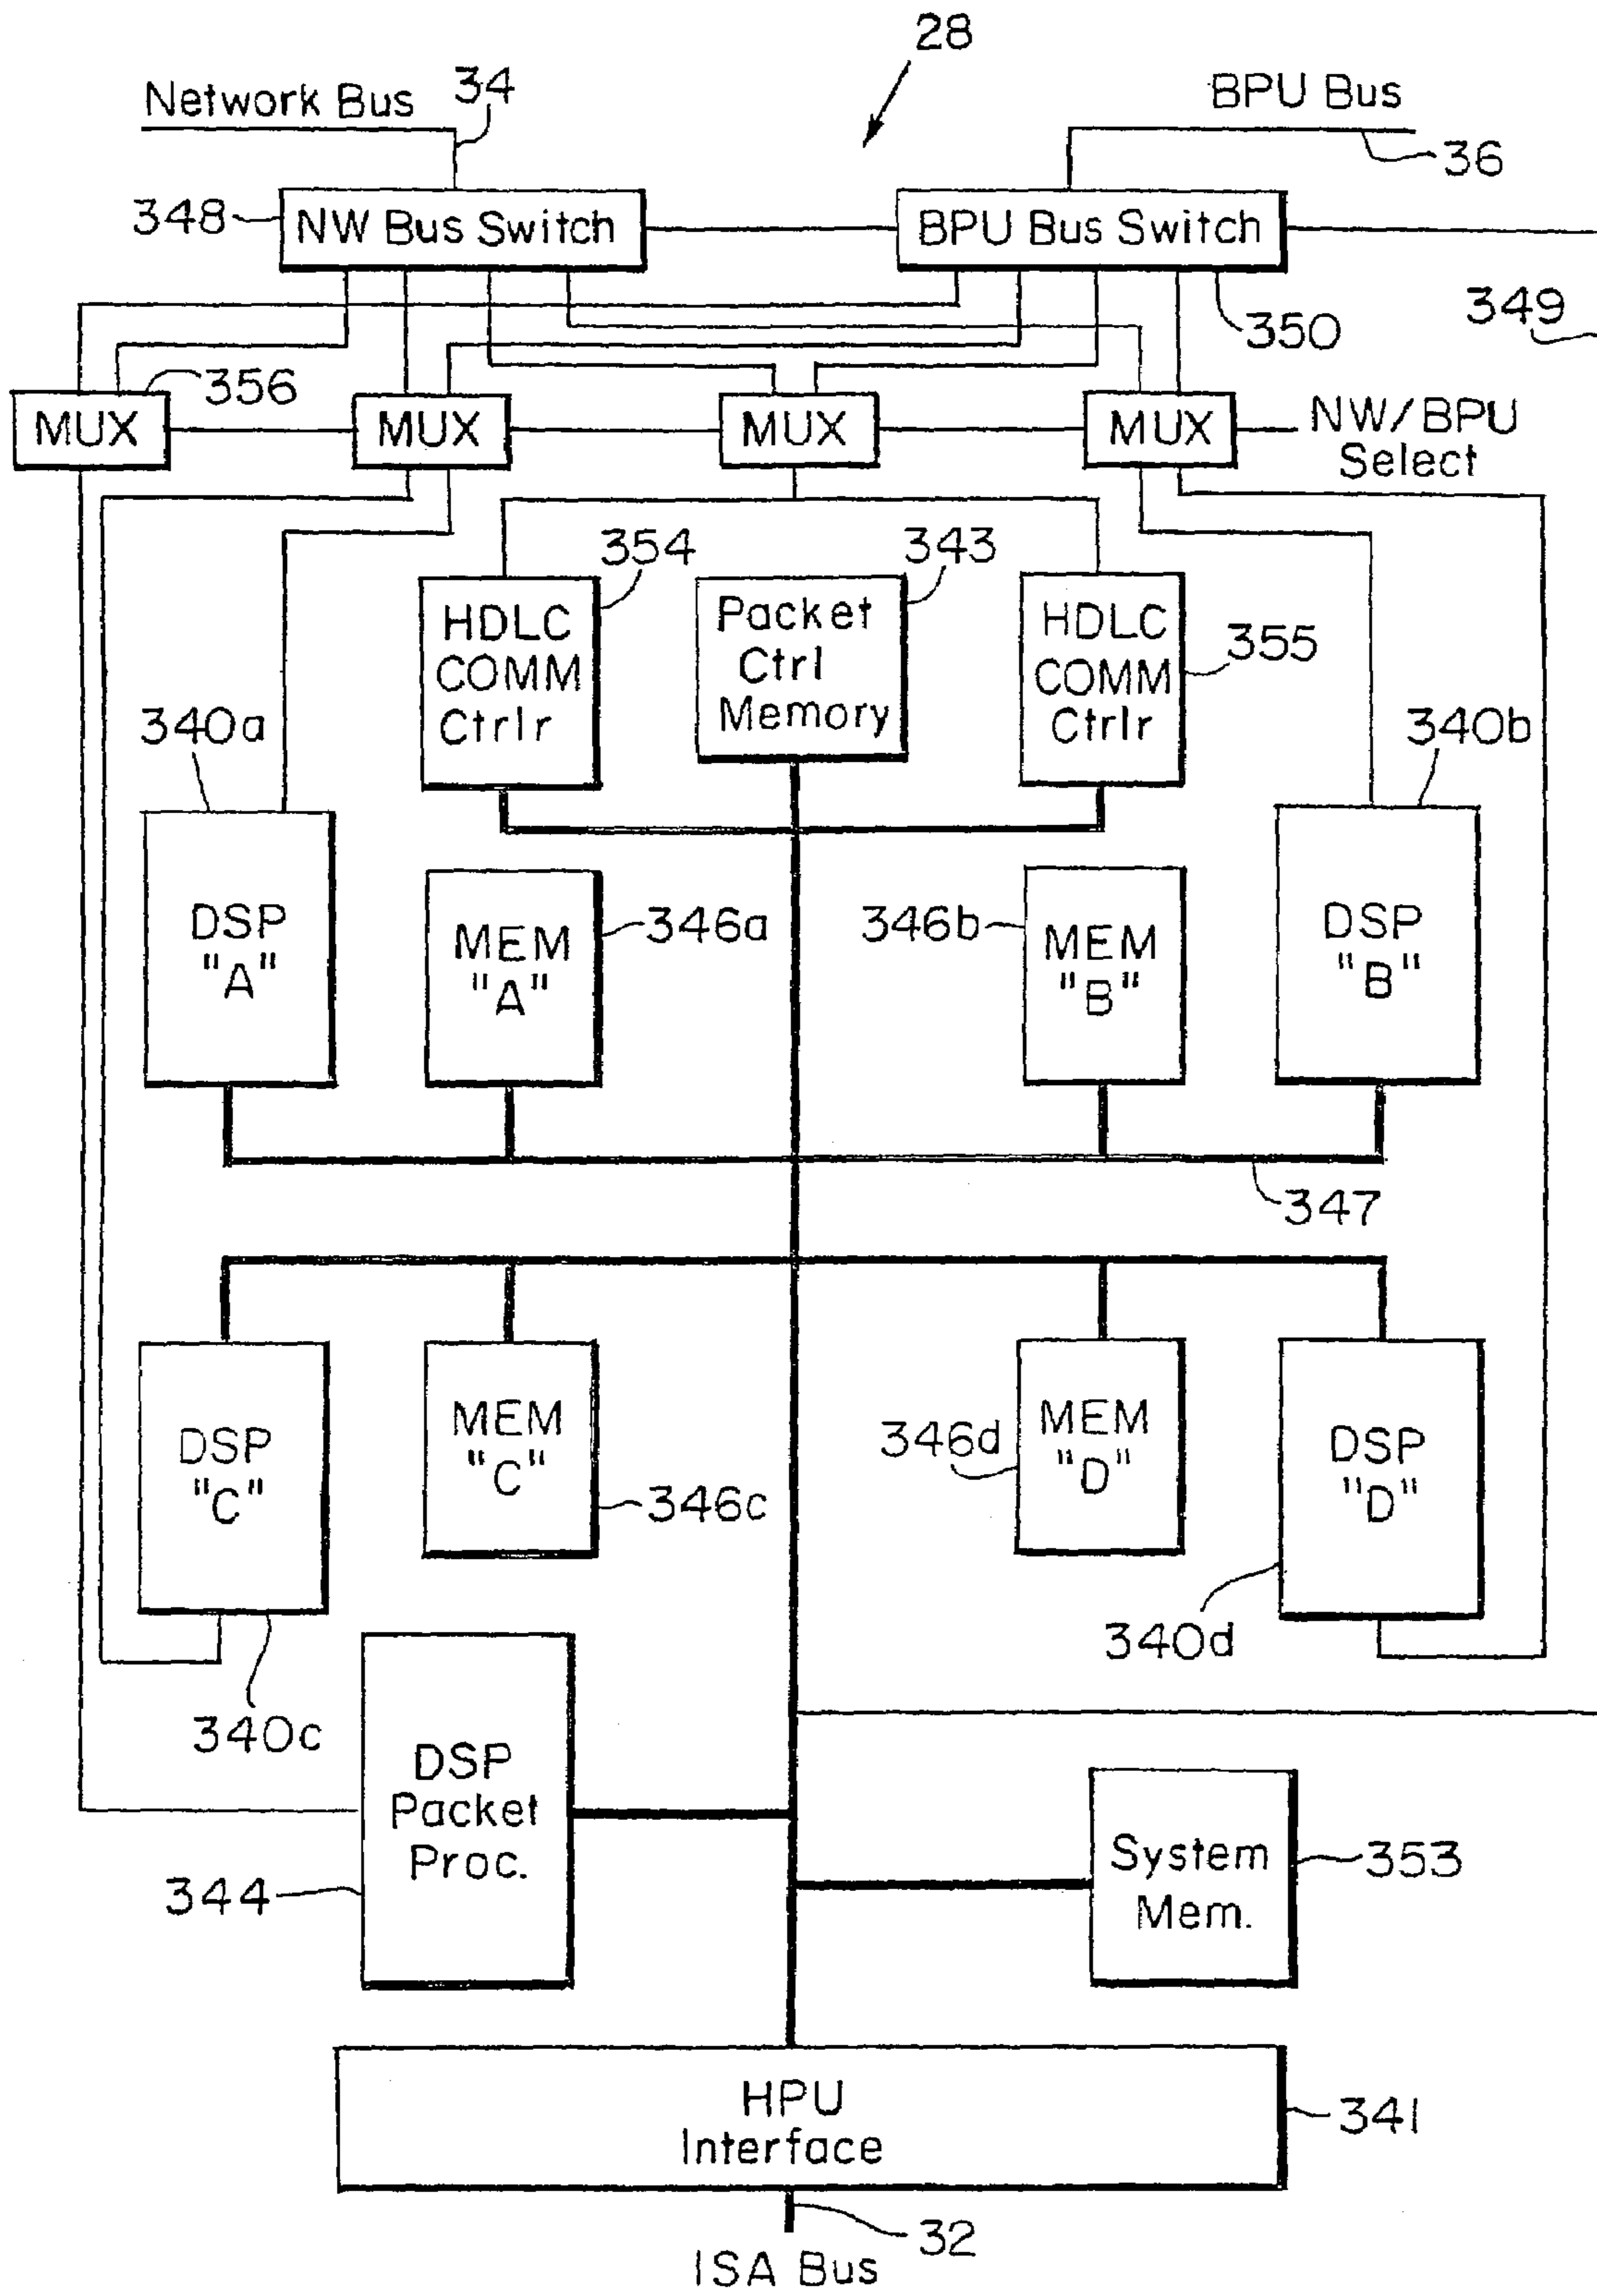 28
Network Bus
34
BPU Bus
36
348
NW Bus Switch
BPU Bus Switch
350
349
356
MUX
MUX
MUX
MUX
NW/BPU
Select
354
343
355
HDLC
COMM
Ctrlr
Packet
Ctrl
Memory
HDLC
COMM
Ctrlr
340a
340b
DSP
"A"
MEM
"A"
346a
346b
MEM
"B"
DSP
"B"
347
DSP
"C"
MEM
"C"
346c
346d
MEM
"D"
DSP
"D"
340d
340c
DSP
Packet
Proc.
344
System
Mem.
353
HPU
Interface
341
32
ISA Bus